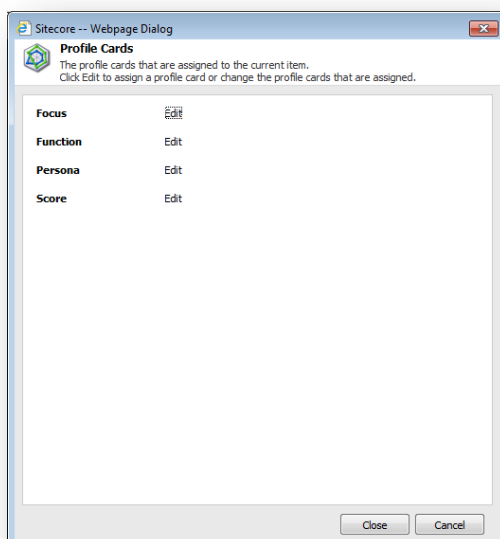 Sitecore -- Webpage Dialog
Profile Cards
The profile cards that are assigned to the current item.
Click Edit to assign a profile card or change the profile cards that are assigned.
Focus Edit
Function Edit
Persona Edit
Score Edit
Close Cancel